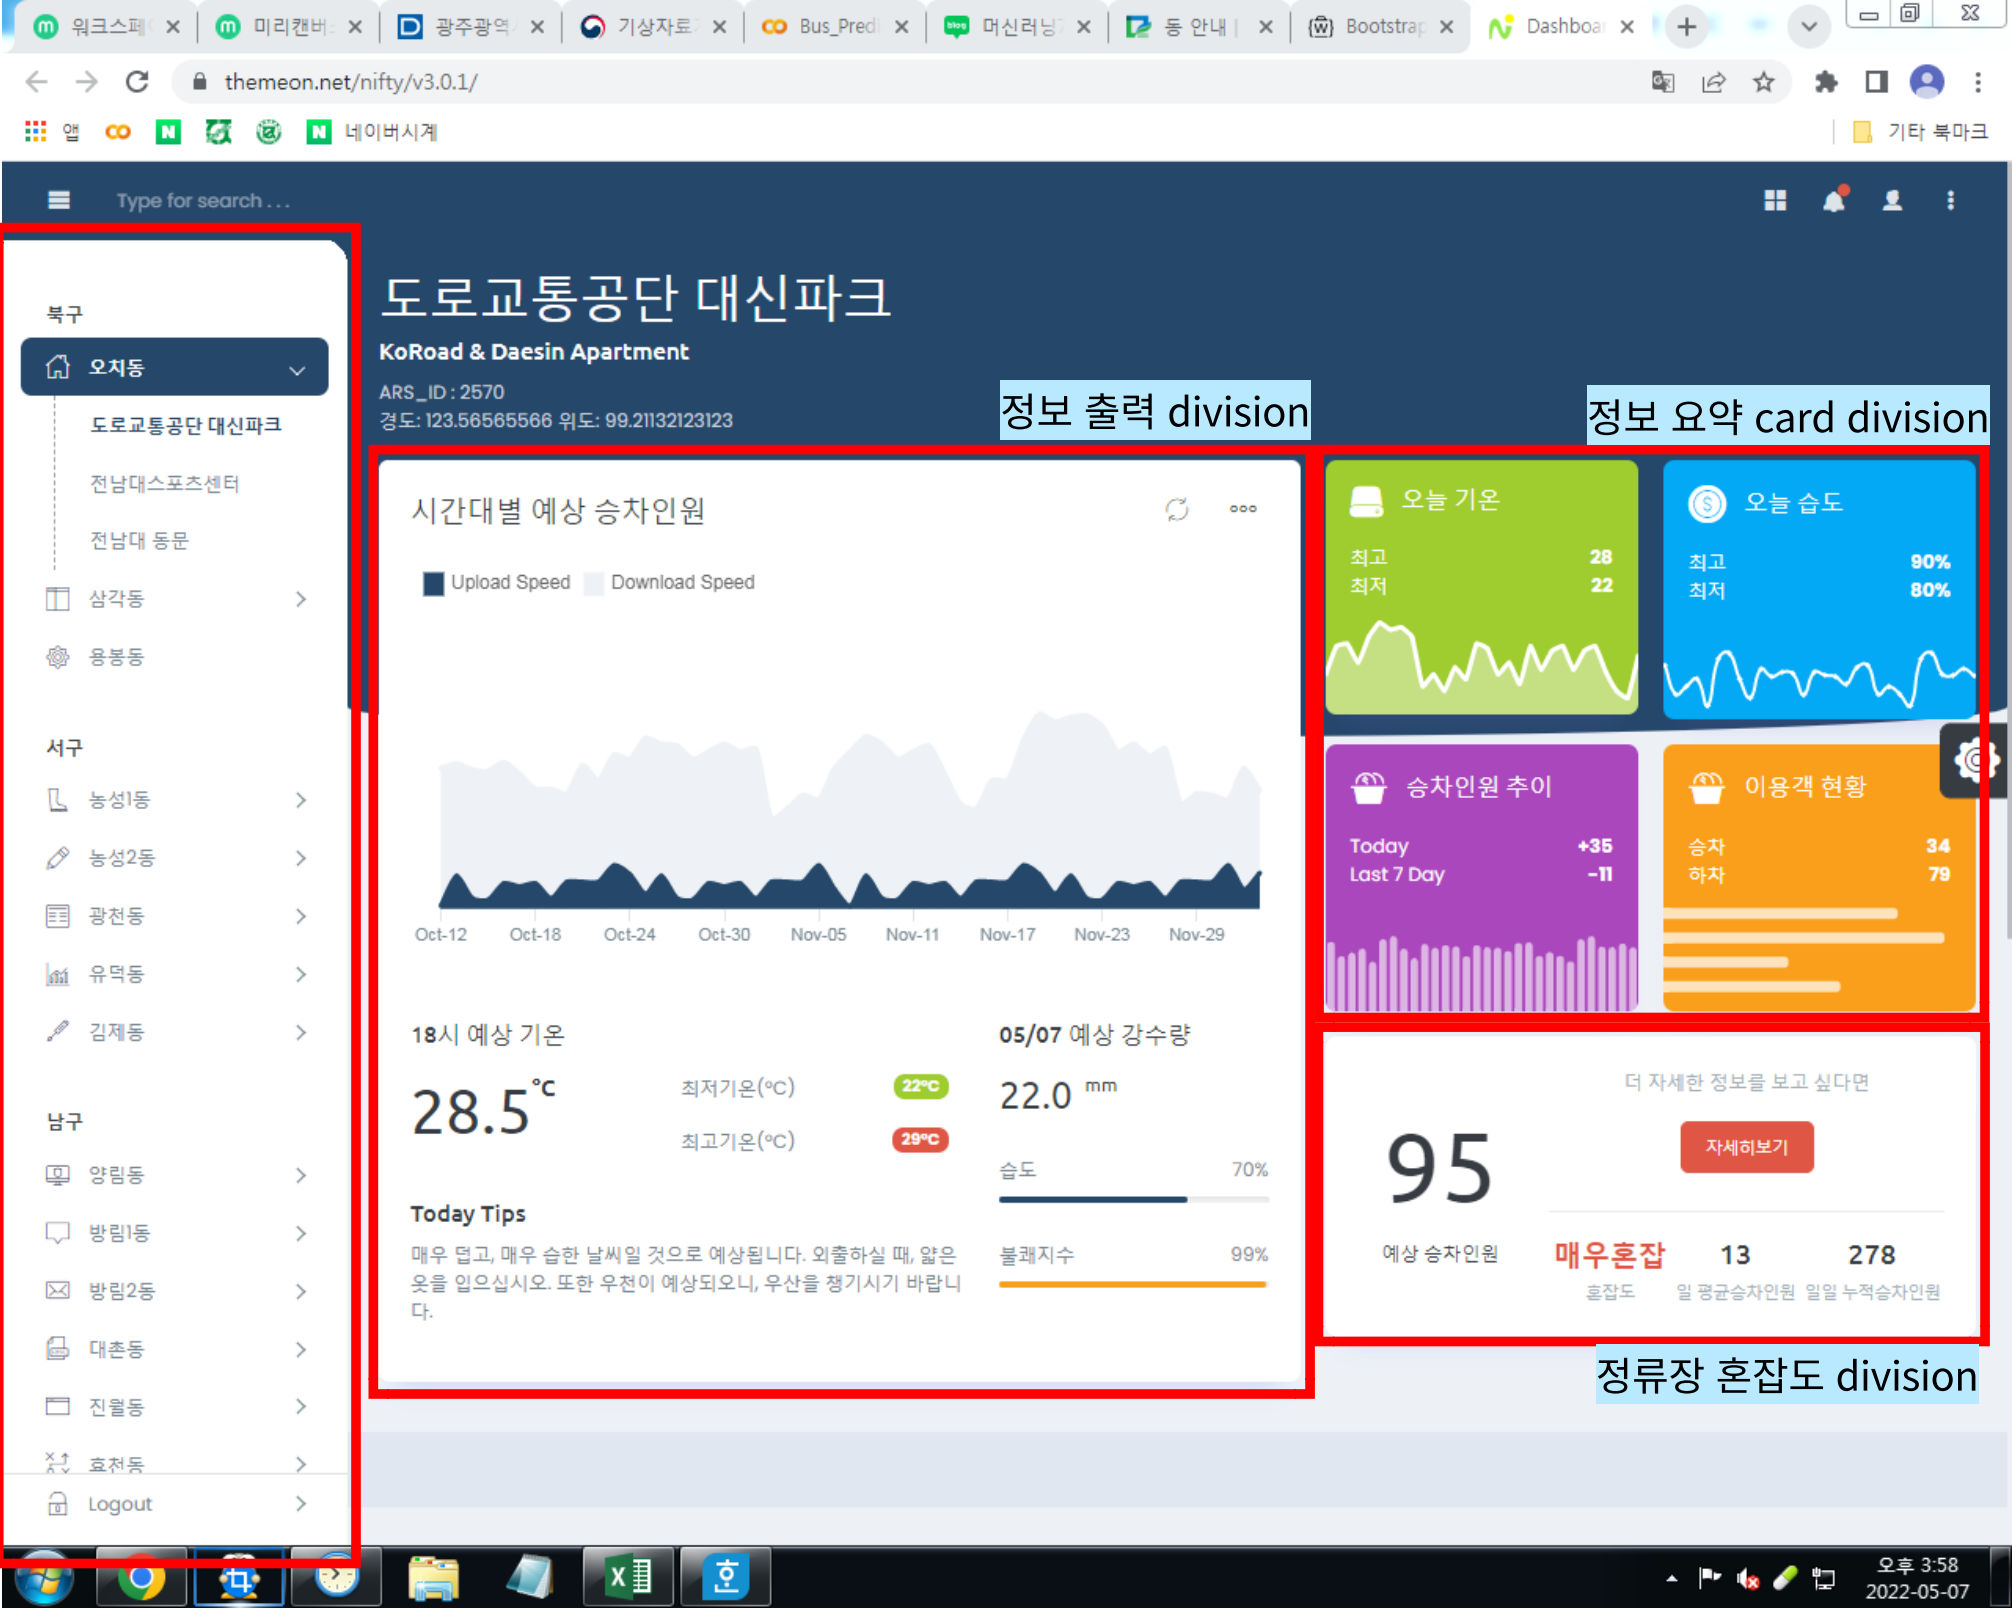 워크스페이
미리캔버스
광주광역시
기상자료개
Bus_Predi
머신러닝기
동 안내 |
Bootstrap
Dashboar
themeon.net/nifty/v3.0.1/
앱
네이버시계
기타 북마크
Type for search . . .
북구
오치동
도로교통공단 대신파크
전남대스포츠센터
전남대 동문
삼각동
용봉동
서구
농성1동
농성2동
광천동
유덕동
김제동
남구
양림동
방림1동
방림2동
대촌동
진월동
효천동
Logout
도로교통공단 대신파크
KoRoad & Daesin Apartment
ARS_ID : 2570
경도: 123.56565566 위도: 99.21132123123
정보 출력 division
정보 요약 card division
시간대별 예상 승차인원
Upload Speed Download Speed
Oct-12 Oct-18 Oct-24 Oct-30 Nov-05 Nov-11 Nov-17 Nov-23 Nov-29
18시 예상 기온
28.5 °C
최저기온(°C) 22°C
최고기온(°C) 29°C
05/07 예상 강수량
22.0 mm
습도 70%
불쾌지수 99%
Today Tips
매우 덥고, 매우 습한 날씨일 것으로 예상됩니다. 외출하실 때, 얇은
옷을 입으십시오. 또한 우천이 예상되오니, 우산을 챙기시기 바랍니
다.
오늘 기온
최고 28
최저 22
오늘 습도
최고 90%
최저 80%
승차인원 추이
Today +35
Last 7 Day -11
이용객 현황
승차 34
하차 79
95
예상 승차인원
더 자세한 정보를 보고 싶다면
자세히보기
매우혼잡
혼잡도
13
일 평균승차인원
278
일일 누적승차인원
정류장 혼잡도 division
오후 3:58
2022-05-07